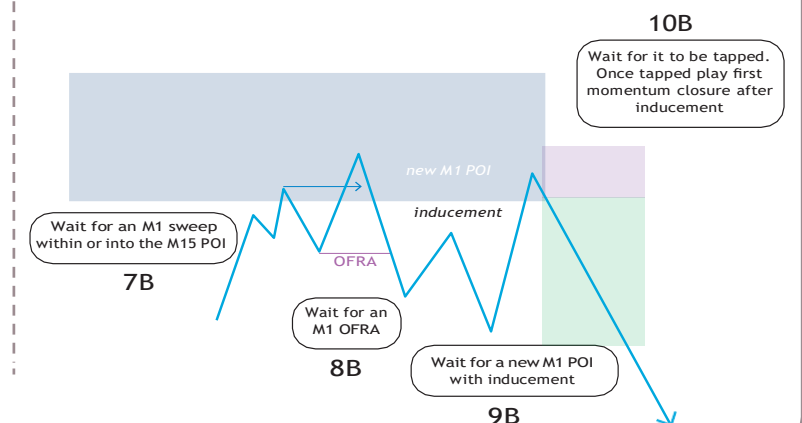 10B
Wait for it to be tapped.
Once tapped play first
momentum closure after
inducement
new M1 POI
inducement
Wait for an M1 sweep
within or into the M15 POI
7B
OFRA
Wait for an
M1 OFRA
8B
Wait for a new M1 POI
with inducement
9B